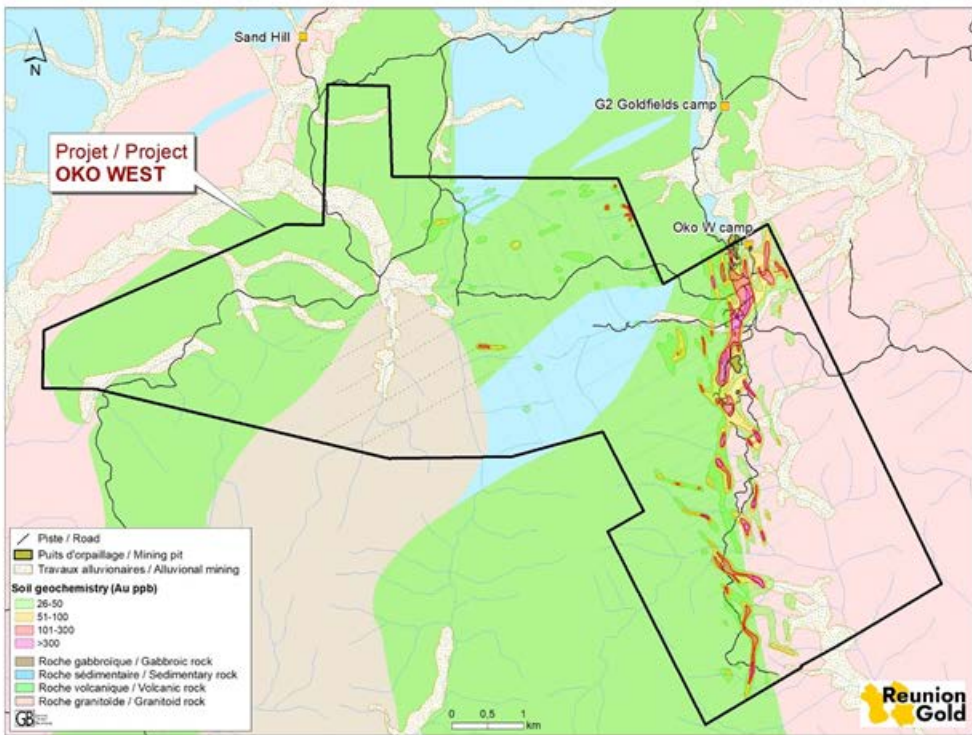 Sand Hill
N
G2 Goldfields camp
Projet / Project
OKO WEST
Oko W camp
Piste / Road
Puits d'orpaillage / Mining pit
Travaux alluvionaires / Alluvional mining
Soil geochemistry (Au ppb)
26-50
51-100
101-300
>300
Roche gabbroïque / Gabbroic rock
Roche sédimentaire / Sedimentary rock
Roche volcanique / Volcanic rock
Roche granitoïde / Granitoid rock
GB
0 0,5 1
km
Reunion
Gold